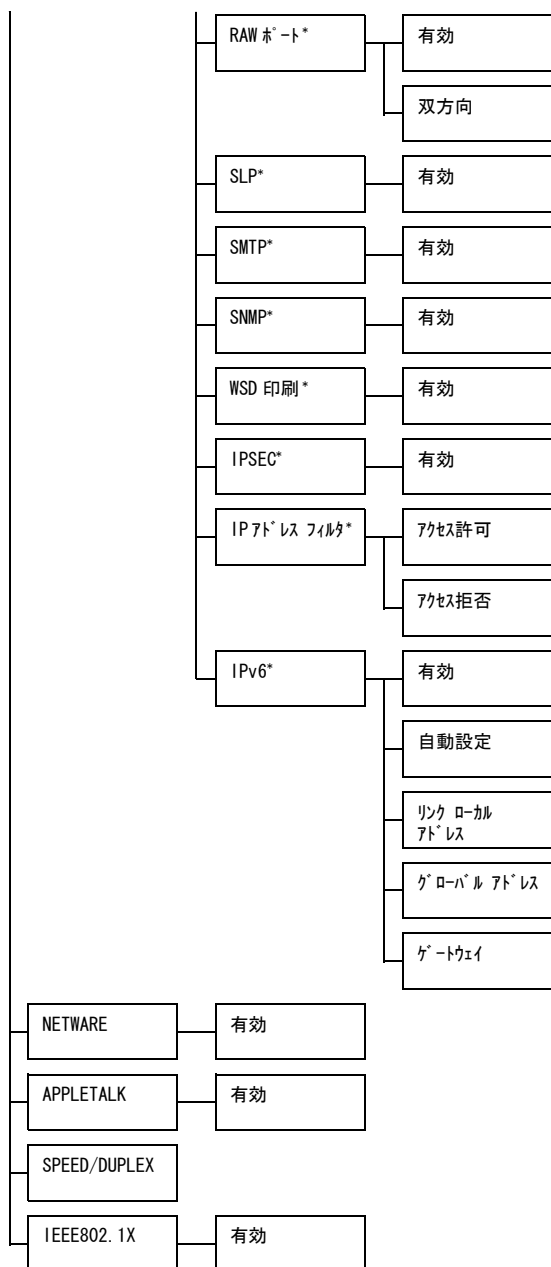 RAW ﾎﾟｰﾄ*
有効
双方向
SLP*
有効
SMTP*
有効
SNMP*
有効
WSD 印刷*
有効
IPSEC*
有効
IP ｱﾄﾞﾚｽ ﾌｨﾙﾀ*
ｱｸｾｽ許可
ｱｸｾｽ拒否
IPv6*
有効
自動設定
ﾘﾝｸ ﾛｰｶﾙ
ｱﾄﾞﾚｽ
ｸﾞﾛｰﾊﾞﾙ ｱﾄﾞﾚｽ
ｹﾞｰﾄｳｪｲ
NETWARE
有効
APPLETALK
有効
SPEED/DUPLEX
IEEE802.1X
有効